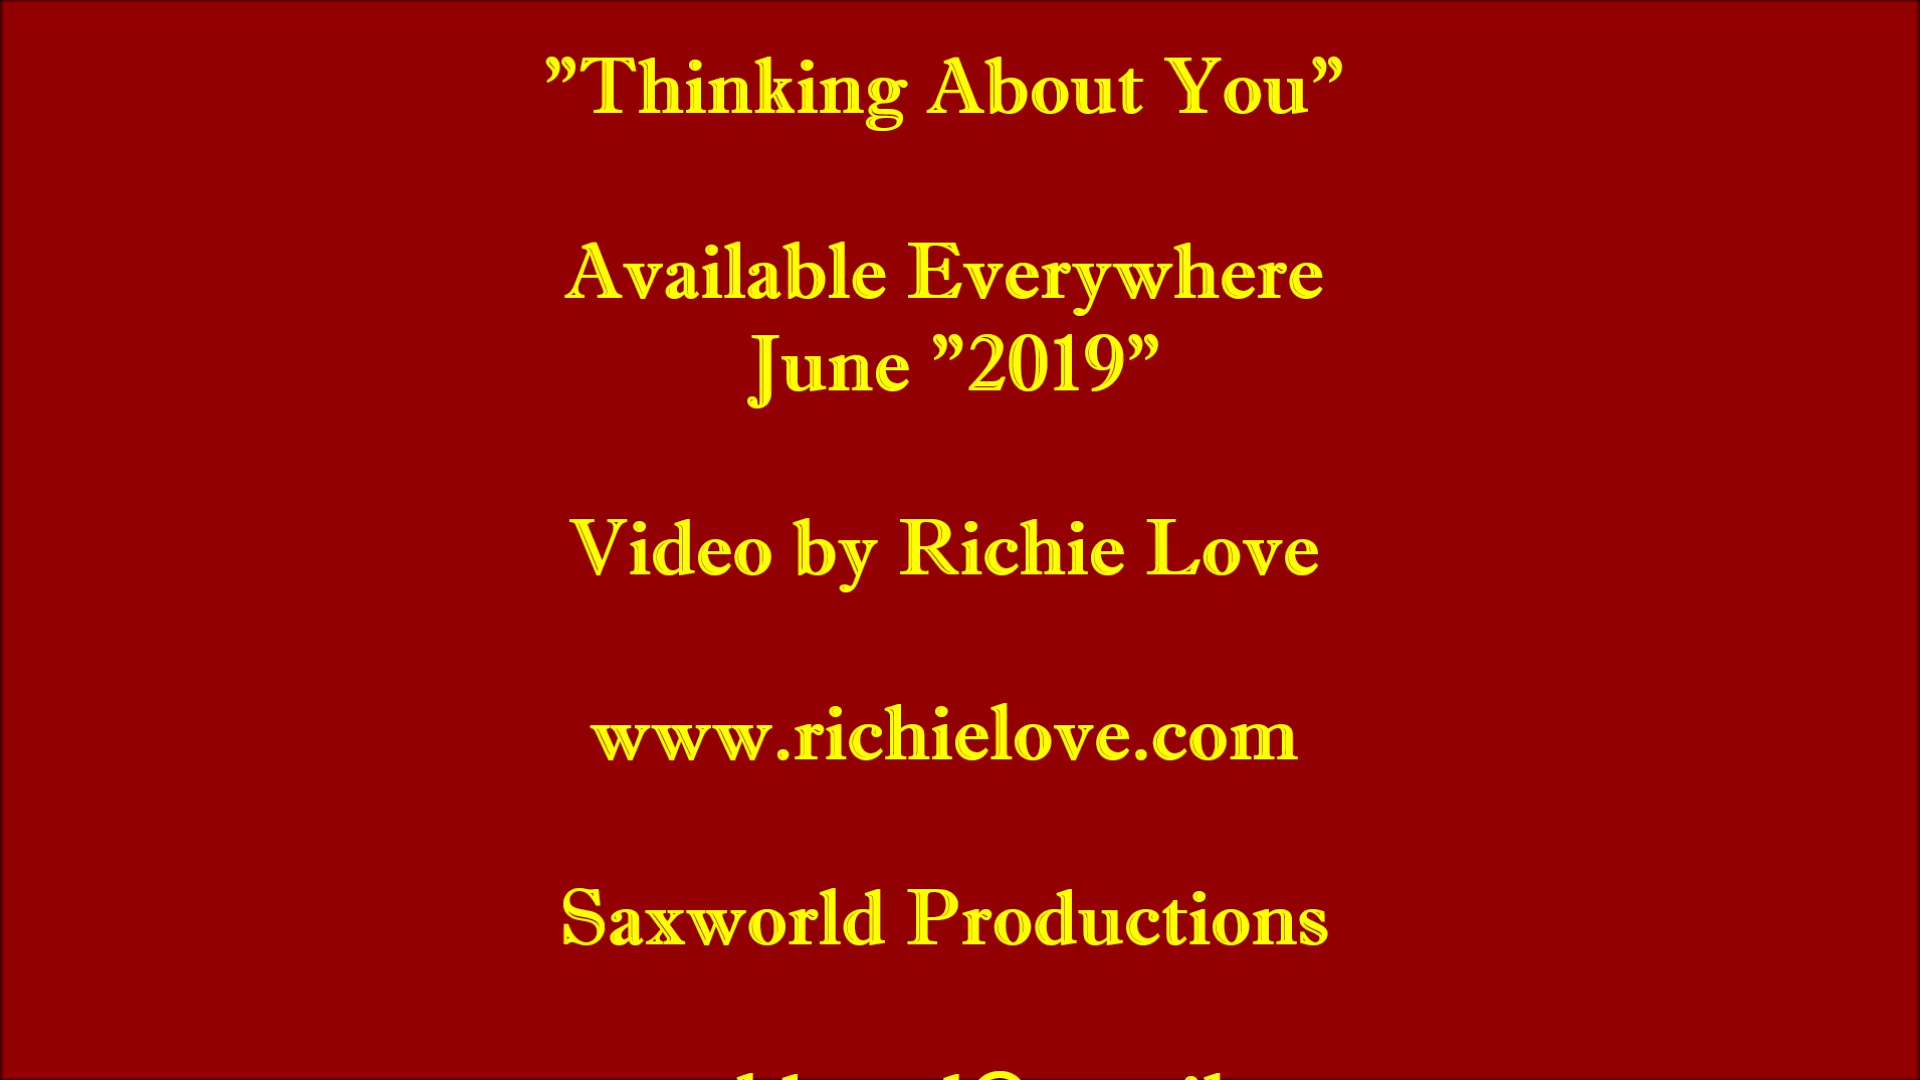 ”Thinking About You”
Available Everywhere
June ”2019”
Video by Richie Love
www.richielove.com
Saxworld Productions